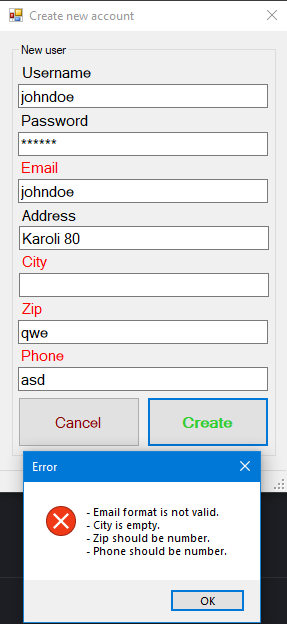 Create new account
New user
Username
johndoe
Password
******
Email
johndoe
Address
Karoli 80
City
Zip
qwe
Phone
asd
Cancel
Create
Error
- Email format is not valid.
- City is empty.
- Zip should be number.
- Phone should be number.
OK